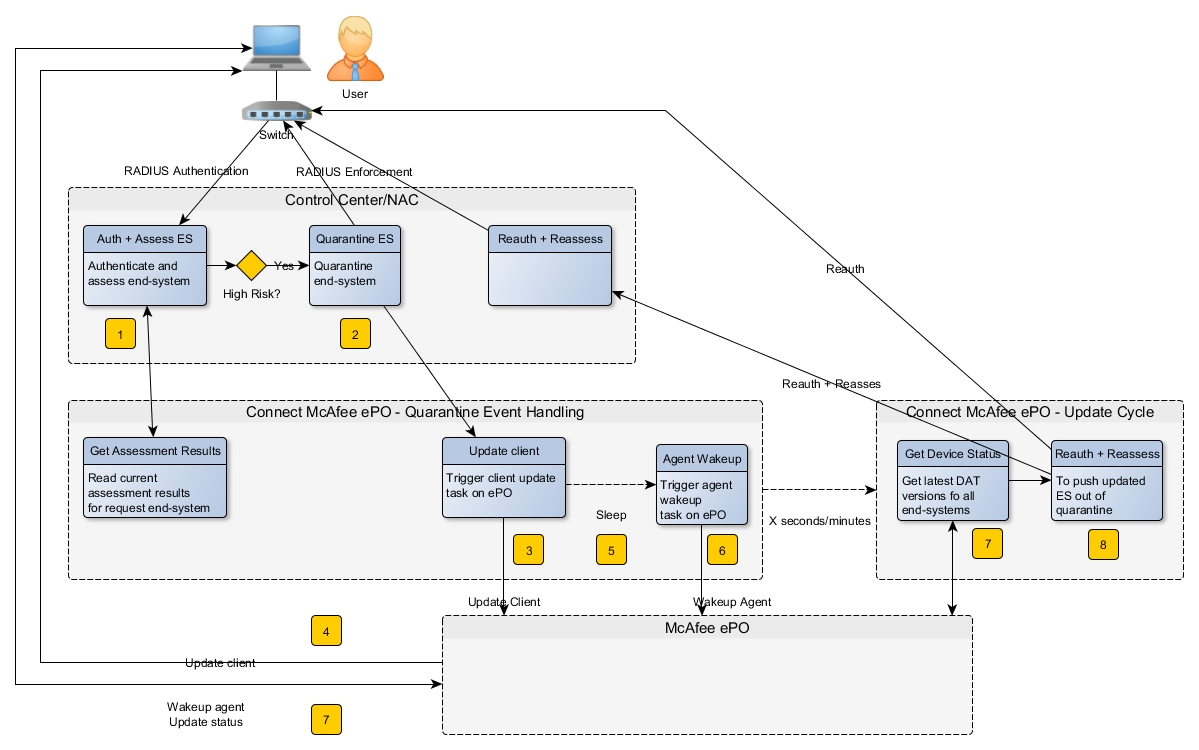 User
Switch
RADIUS Authentication
RADIUS Enforcement
Control Center/NAC
Auth + Assess ES
Authenticate and
assess end-system
Yes
High Risk?
Quarantine ES
Quarantine
end-system
Reauth + Reassess
1
2
Reauth
Reauth + Reasses
Connect McAfee ePO - Quarantine Event Handling
Get Assessment Results
Read current
assessment results
for request end-system
Update client
Trigger client update
task on ePO
Agent Wakeup
Trigger agent
wakeup
task on ePO
Sleep
3
5
6
X seconds/minutes
Connect McAfee ePO - Update Cycle
Get Device Status
Get latest DAT
versions fo all
end-systems
Reauth + Reassess
To push updated
ES out of
quarantine
7
8
Update Client
Wakeup Agent
McAfee ePO
4
Update client
Wakeup agent
Update status
7